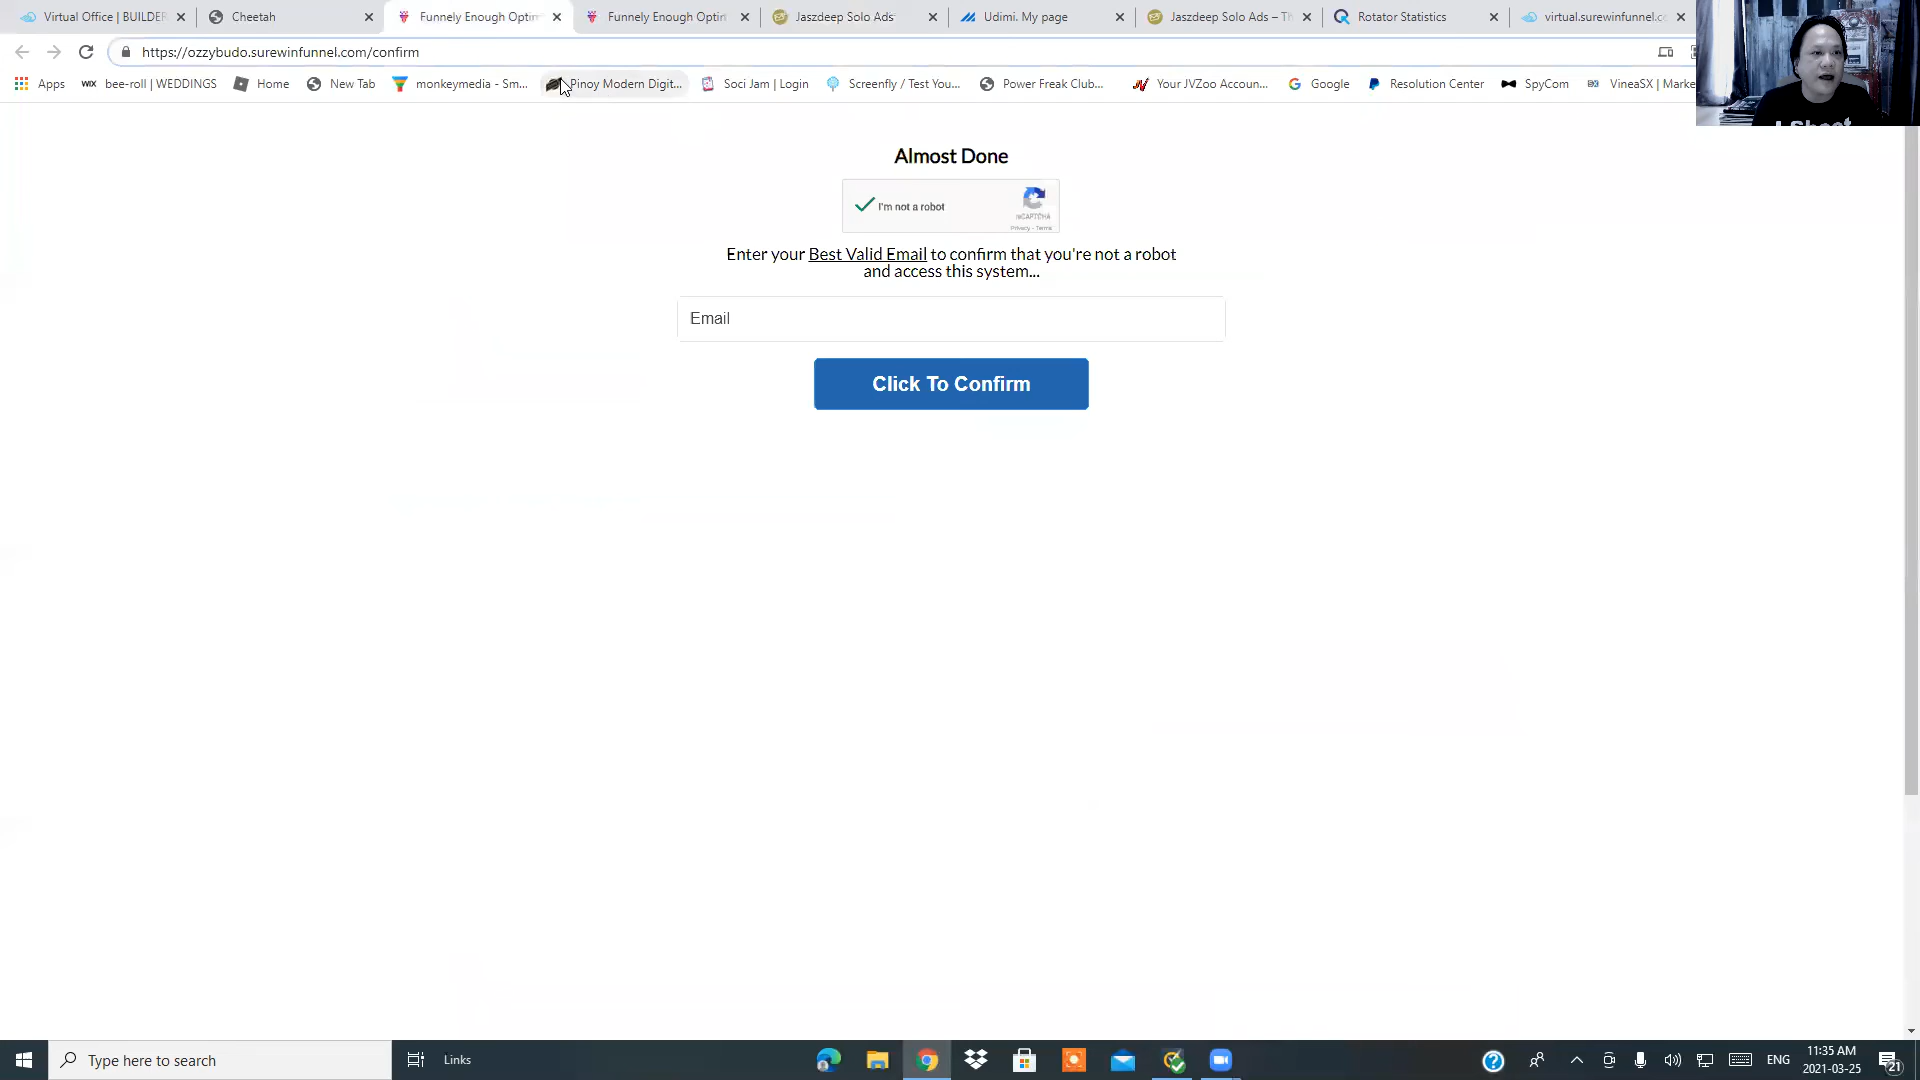 Virtual Office | BUILDER
Cheetah
Funnely Enough Optim
Funnely Enough Optin
Jaszdeep Solo Ads
Udimi. My page
Jaszdeep Solo Ads – Th
Rotator Statistics
virtual.surewinfunnel.c
https://ozzybudo.surewinfunnel.com/confirm
Apps
WIX bee-roll | WEDDINGS
Home
New Tab
monkeymedia - Sm...
Pinoy Modern Digit...
Soci Jam | Login
Screenfly / Test You...
Power Freak Club...
Your JVZoo Accoun...
Google
Resolution Center
SpyCom
VineaSX | Marke
Almost Done
I'm not a robot
reCAPTCHA
Privacy - Terms
Enter your Best Valid Email to confirm that you're not a robot
and access this system...
Email
Click To Confirm
Type here to search
Links
ENG
11:35 AM
2021-03-25
21